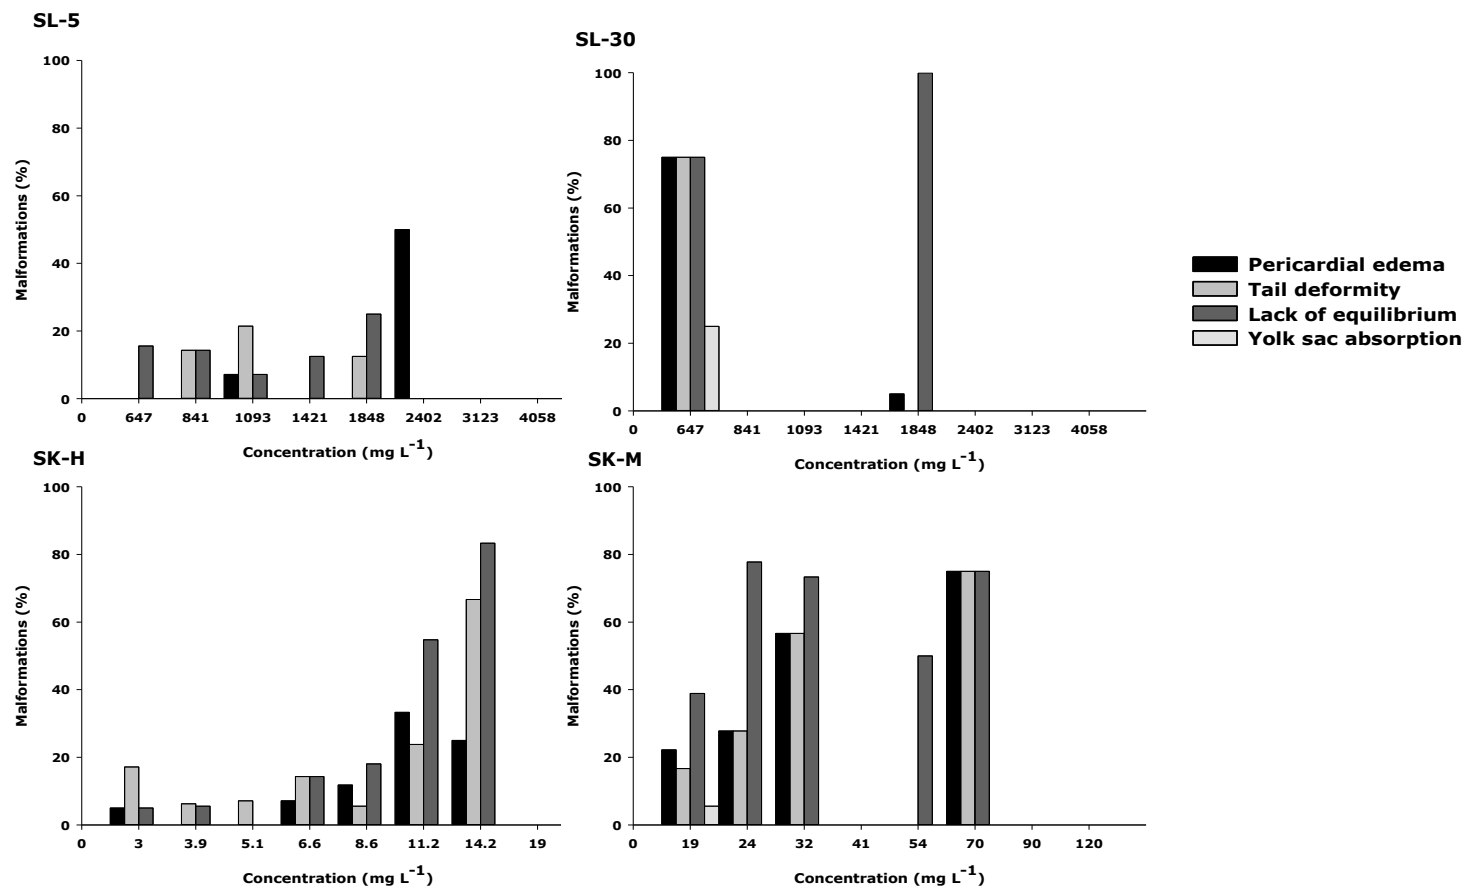 SL-5
100
80
60
40
20
0
Malformations (%)
0 647 841 1093 1421 1848 2402 3123 4058
Concentration (mg L-1)
SL-30
100
80
60
40
20
0
Malformations (%)
0 647 841 1093 1421 1848 2402 3123 4058
Concentration (mg L-1)
Pericardial edema
Tail deformity
Lack of equilibrium
Yolk sac absorption
SK-H
100
80
60
40
20
0
Malformations (%)
0 3 3.9 5.1 6.6 8.6 11.2 14.2 19
Concentration (mg L-1)
SK-M
100
80
60
40
20
0
Malformations (%)
0 19 24 32 41 54 70 90 120
Concentration (mg L-1)